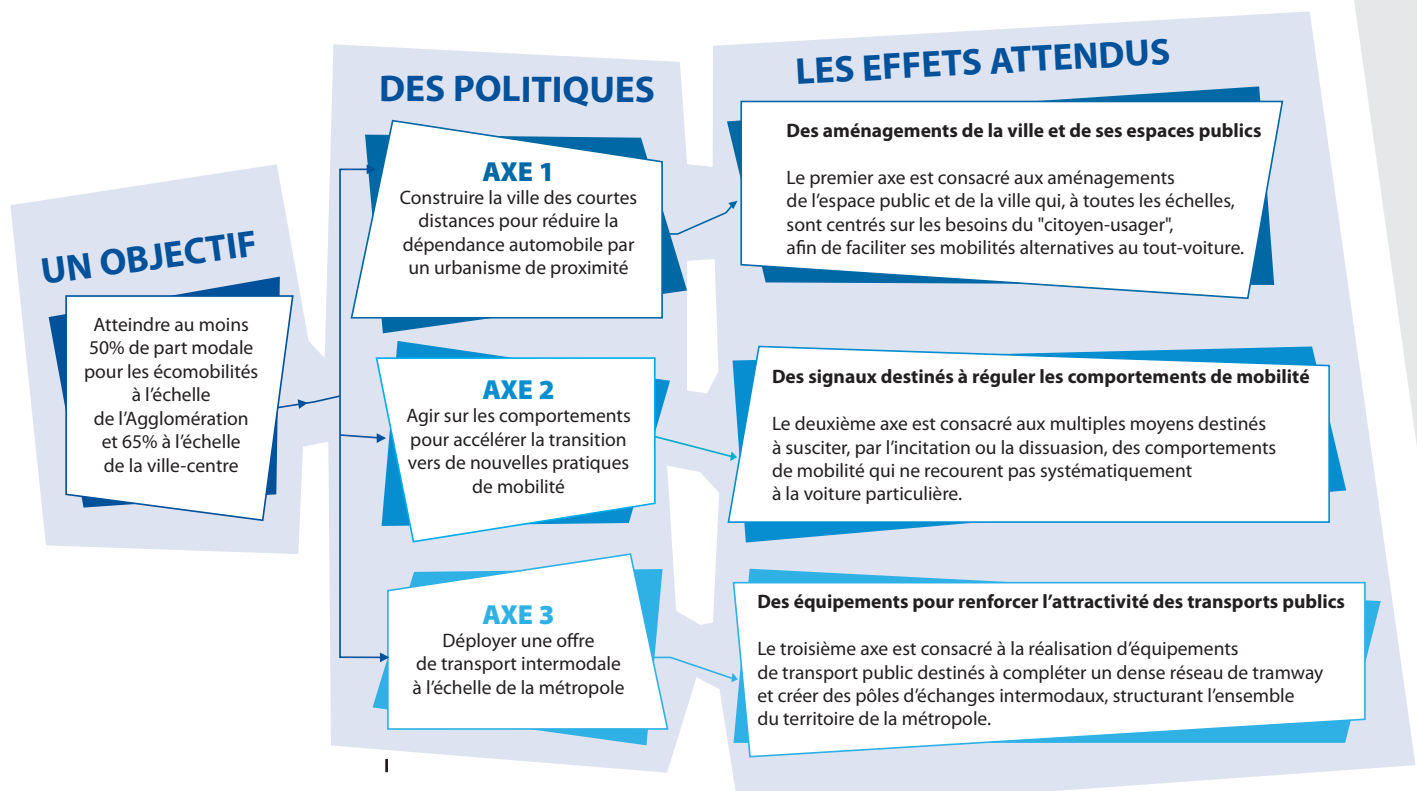 UN OBJECTIF
Atteindre au moins
50% de part modale
pour les écomobilités
à l'échelle
de l'Agglomération
et 65% à l'échelle
de la ville-centre
DES POLITIQUES
AXE 1
Construire la ville des courtes
distances pour réduire la
dépendance automobile par
un urbanisme de proximité
AXE 2
Agir sur les comportements
pour accélérer la transition
vers de nouvelles pratiques
de mobilité
AXE 3
Déployer une offre
de transport intermodale
à l'échelle de la métropole
LES EFFETS ATTENDUS
Des aménagements de la ville et de ses espaces publics
Le premier axe est consacré aux aménagements
de l'espace public et de la ville qui, à toutes les échelles,
sont centrés sur les besoins du "citoyen-usager",
afin de faciliter ses mobilités alternatives au tout-voiture.
Des signaux destinés à réguler les comportements de mobilité
Le deuxième axe est consacré aux multiples moyens destinés
à susciter, par l'incitation ou la dissuasion, des comportements
de mobilité qui ne recourent pas systématiquement
à la voiture particulière.
Des équipements pour renforcer l'attractivité des transports publics
Le troisième axe est consacré à la réalisation d'équipements
de transport public destinés à compléter un dense réseau de tramway
et créer des pôles d'échanges intermodaux, structurant l'ensemble
du territoire de la métropole.